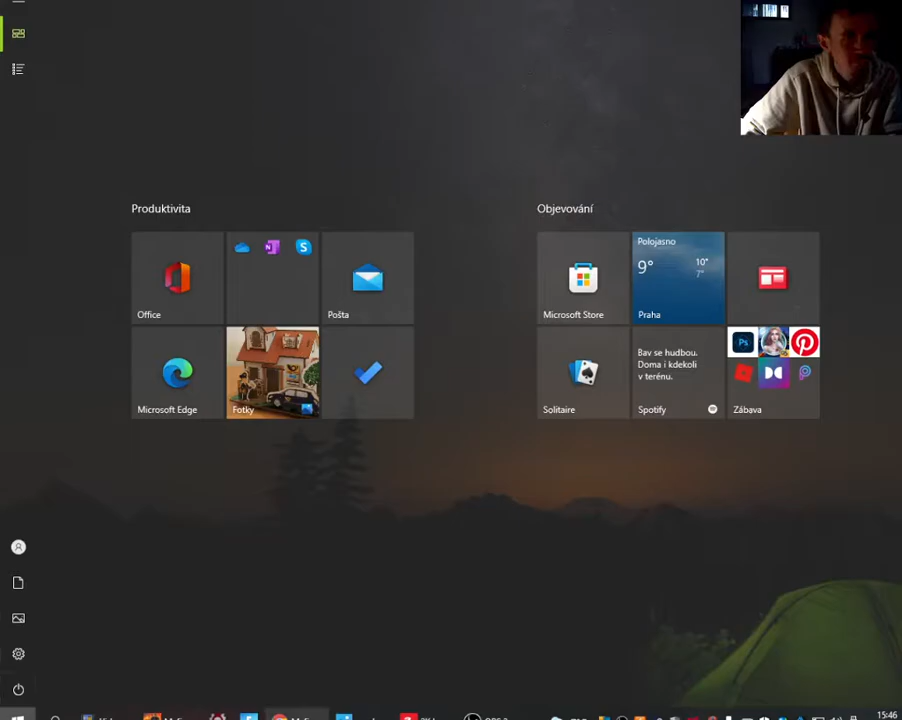 Produktivita
Objevování
Office
Pošta
Microsoft Edge
Fotky
Microsoft Store
Polojasno
9°
10°
7°
Praha
Solitaire
Bav se hudbou.
Doma i kdekoli
v terénu.
Spotify
Ps
Zábava
15:46